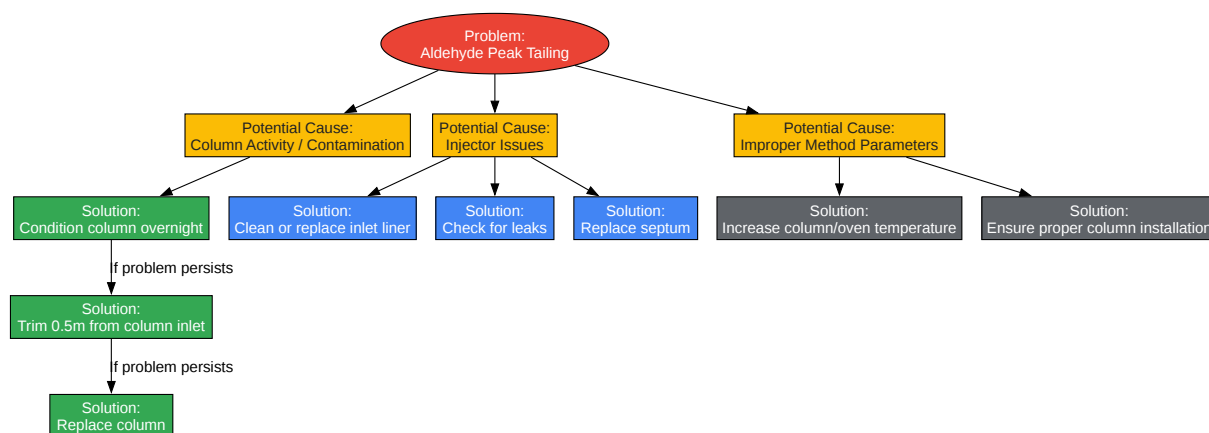 Problem:
Aldehyde Peak Tailing
Potential Cause:
Column Activity / Contamination
Potential Cause:
Injector Issues
Potential Cause:
Improper Method Parameters
Solution:
Condition column overnight
Solution:
Clean or replace inlet liner
Solution:
Check for leaks
Solution:
Replace septum
Solution:
Increase column/oven temperature
Solution:
Ensure proper column installation
If problem persists
Solution:
Trim 0.5m from column inlet
If problem persists
Solution:
Replace column